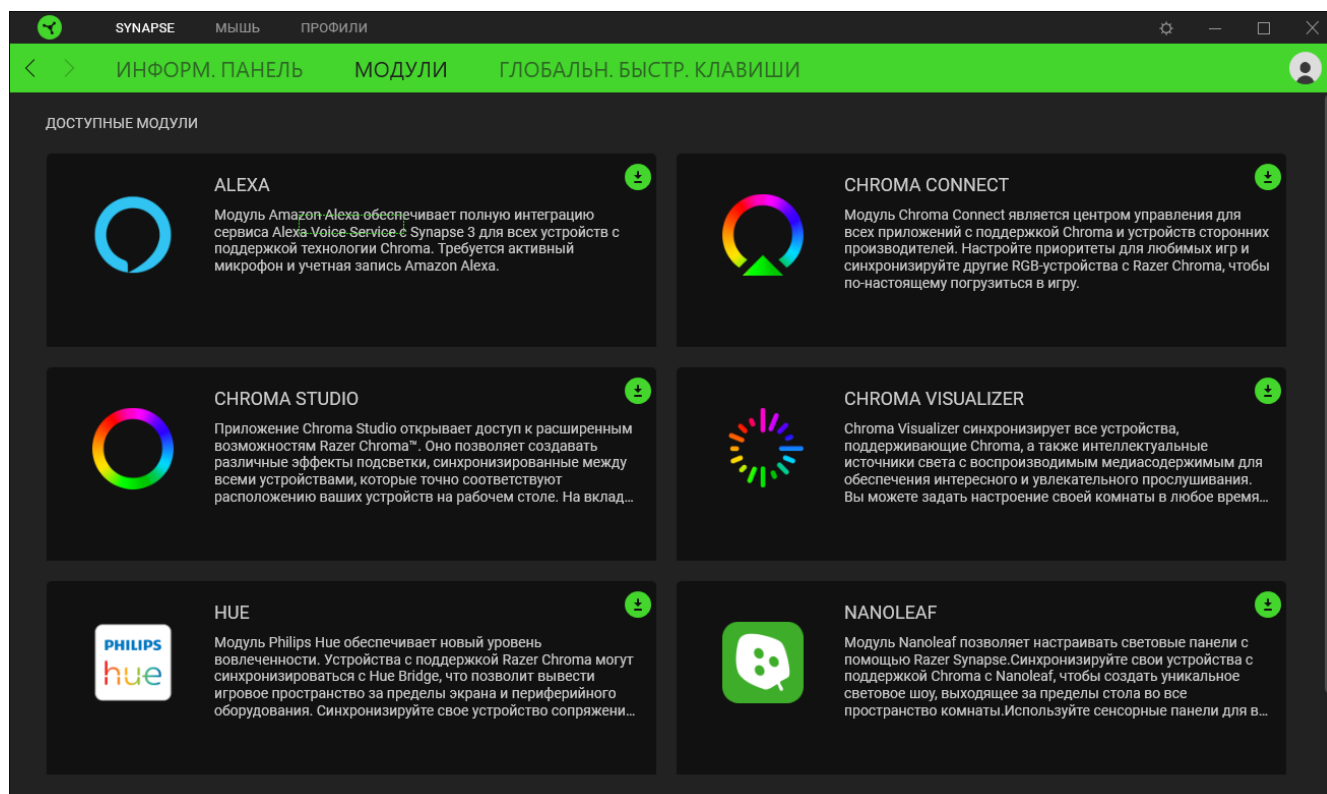 SYNAPSE МЫШЬ ПРОФИЛИ
ИНФОРМ. ПАНЕЛЬ МОДУЛИ ГЛОБАЛЬН. БЫСТР. КЛАВИШИ
ДОСТУПНЫЕ МОДУЛИ
ALEXA
Модуль Amazon Alexa обеспечивает полную интеграцию
сервиса Alexa Voice Service с Synapse 3 для всех устройств с
поддержкой технологии Chroma. Требуется активный
микрофон и учетная запись Amazon Alexa.
CHROMA CONNECT
Модуль Chroma Connect является центром управления для
всех приложений с поддержкой Chroma и устройств сторонних
производителей. Настройте приоритеты для любимых игр и
синхронизируйте другие RGB-устройства с Razer Chroma, чтобы
по-настоящему погрузиться в игру.
CHROMA STUDIO
Приложение Chroma Studio открывает доступ к расширенным
возможностям Razer Chroma™. Оно позволяет создавать
различные эффекты подсветки, синхронизированные между
всеми устройствами, которые точно соответствуют
расположению ваших устройств на рабочем столе. На вклад...
CHROMA VISUALIZER
Chroma Visualizer синхронизирует все устройства,
поддерживающие Chroma, а также интеллектуальные
источники света с воспроизводимым медиасодержимым для
обеспечения интересного и увлекательного прослушивания.
Вы можете задать настроение своей комнаты в любое время...
PHILIPS
hue
HUE
Модуль Philips Hue обеспечивает новый уровень
вовлеченности. Устройства с поддержкой Razer Chroma могут
синхронизироваться с Hue Bridge, что позволит вывести
игровое пространство за пределы экрана и периферийного
оборудования. Синхронизируйте свое устройство сопряжени...
NANOLEAF
Модуль Nanoleaf позволяет настраивать световые панели с
помощью Razer Synapse.Синхронизируйте свои устройства с
поддержкой Chroma с Nanoleaf, чтобы создать уникальное
световое шоу, выходящее за пределы стола во все
пространство комнаты.Используйте сенсорные панели для в...